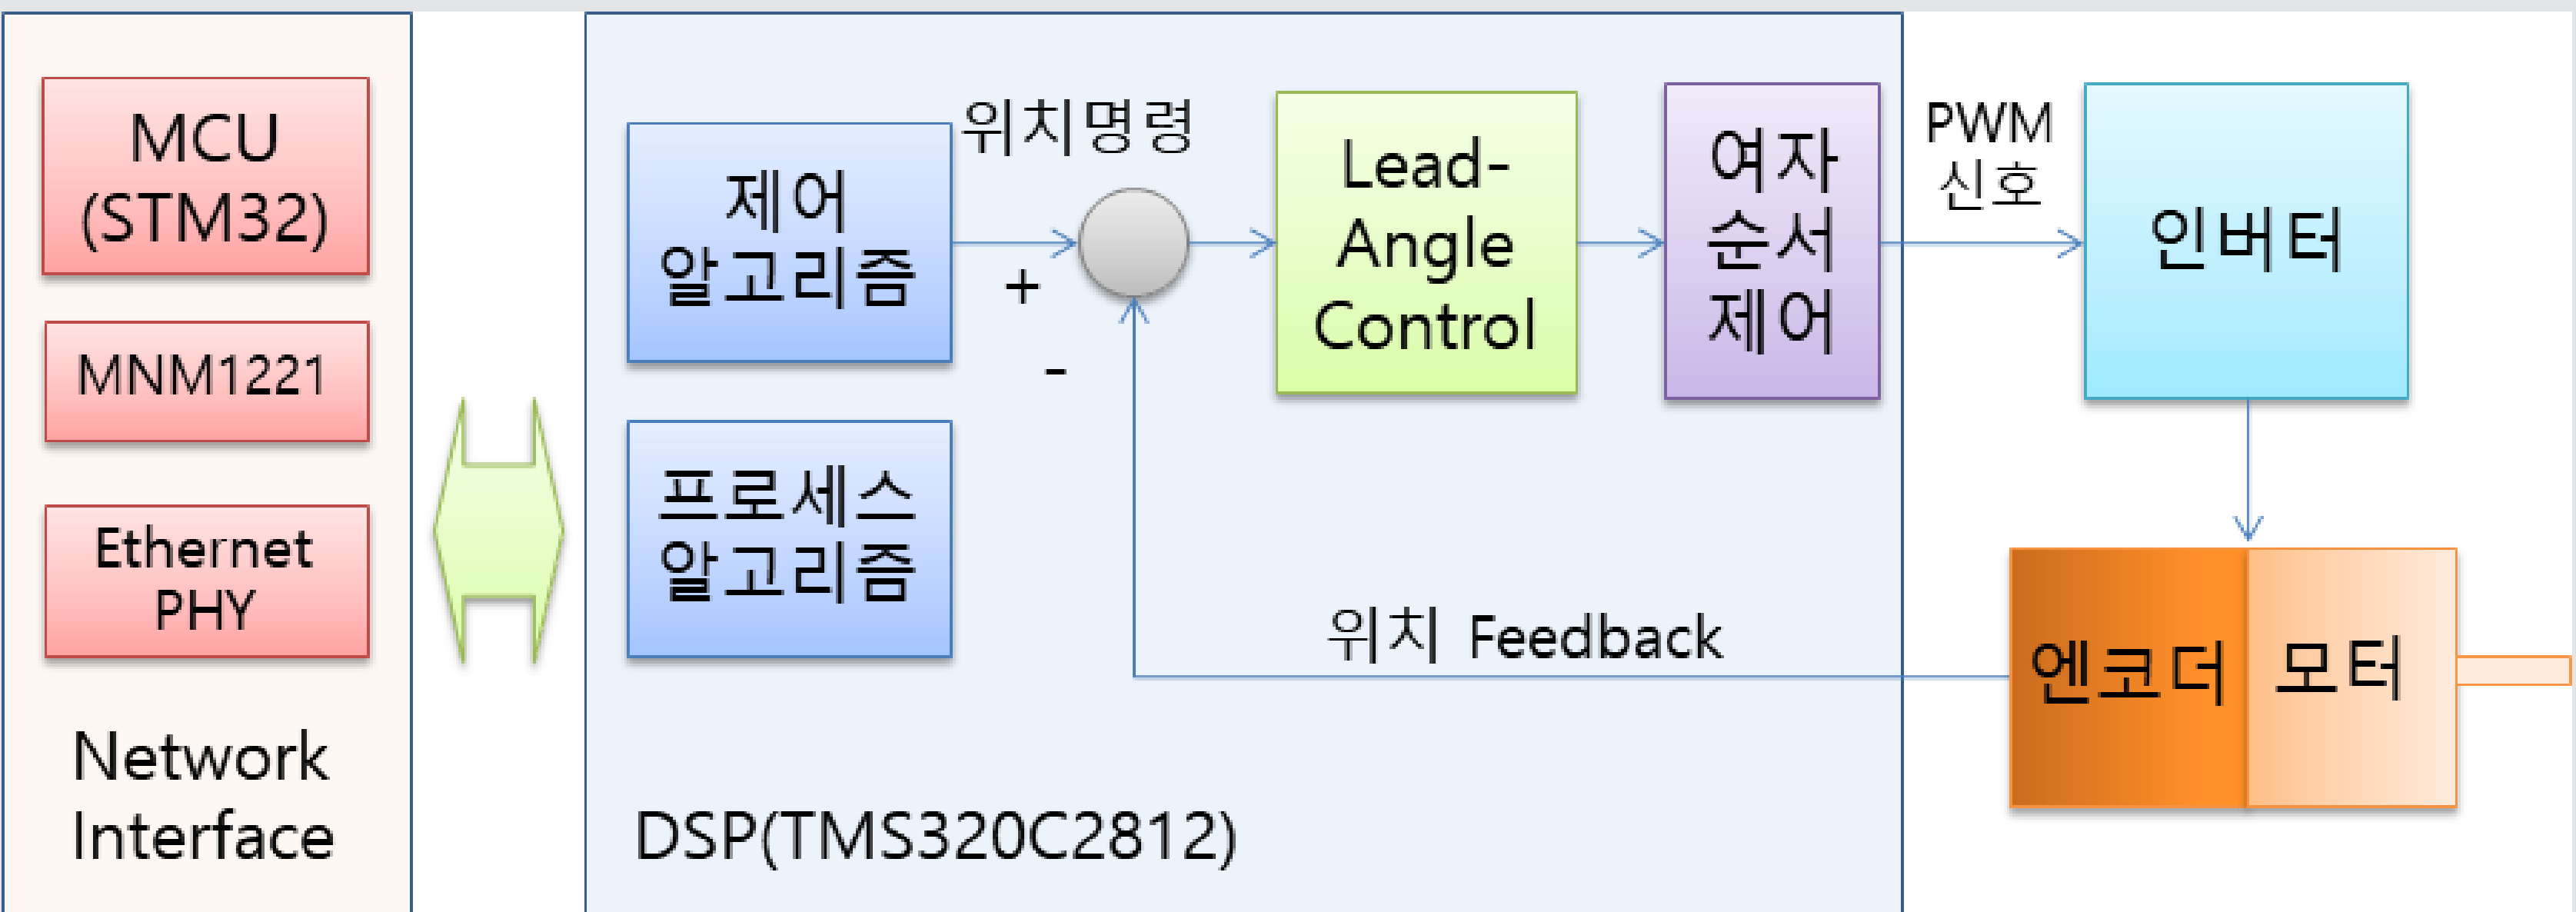 MCU
(STM32)
MNM1221
Ethernet
PHY
Network
Interface
제어
알고리즘
프로세스
알고리즘
위치명령
+
-
Lead-
Angle
Control
여자
순서
제어
위치 Feedback
DSP(TMS320C2812)
PWM
신호
인버터
엔코더
모터